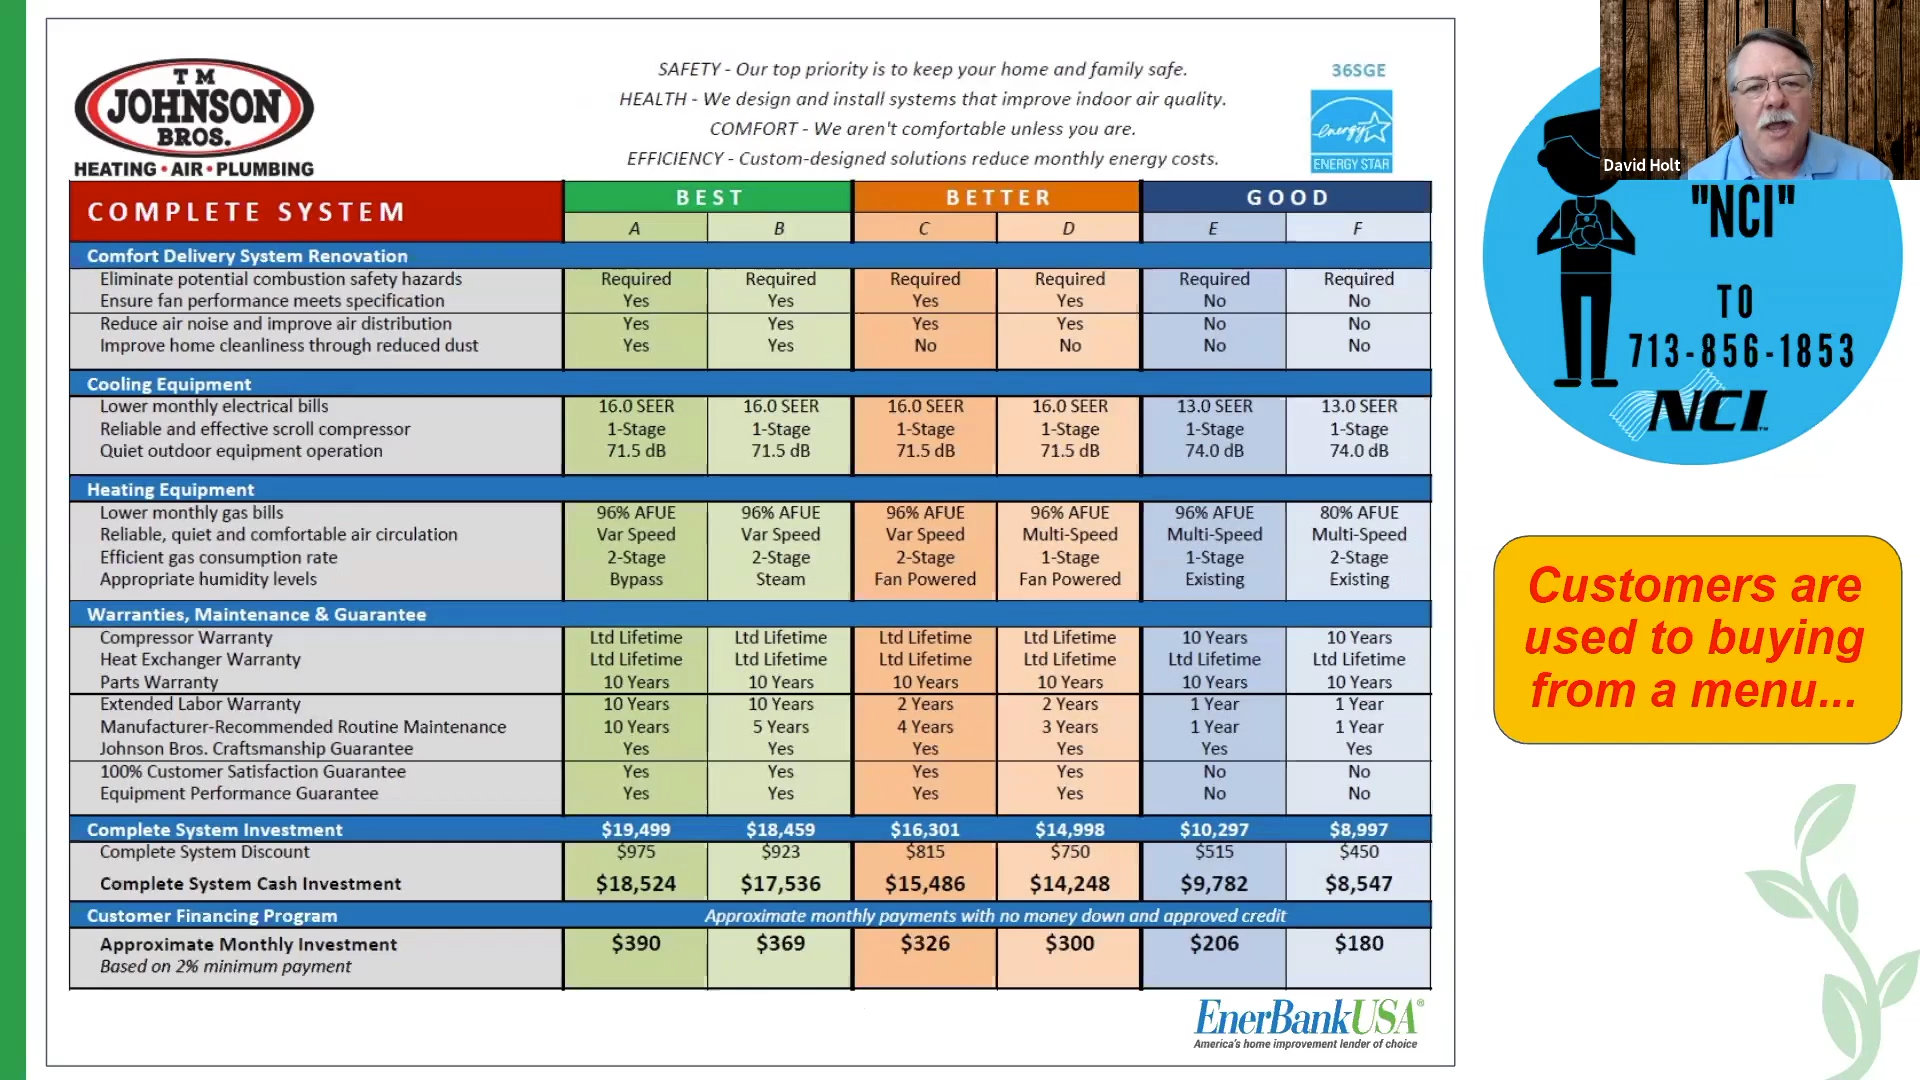 T M
JOHNSON
BROS.
HEATING • AIR • PLUMBING
SAFETY - Our top priority is to keep your home and family safe.
HEALTH - We design and install systems that improve indoor air quality.
COMFORT - We aren't comfortable unless you are.
EFFICIENCY - Custom-designed solutions reduce monthly energy costs.
36SGE
energy
ENERGY STAR
COMPLETE SYSTEM BEST BETTER GOOD
A B C D E F
Comfort Delivery System Renovation
Eliminate potential combustion safety hazards Required Required Required Required Required Required
Ensure fan performance meets specification Yes Yes Yes Yes No No
Reduce air noise and improve air distribution Yes Yes Yes Yes No No
Improve home cleanliness through reduced dust Yes Yes No No No No
Cooling Equipment
Lower monthly electrical bills 16.0 SEER 16.0 SEER 16.0 SEER 16.0 SEER 13.0 SEER 13.0 SEER
Reliable and effective scroll compressor 1-Stage 1-Stage 1-Stage 1-Stage 1-Stage 1-Stage
Quiet outdoor equipment operation 71.5 dB 71.5 dB 71.5 dB 71.5 dB 74.0 dB 74.0 dB
Heating Equipment
Lower monthly gas bills 96% AFUE 96% AFUE 96% AFUE 96% AFUE 96% AFUE 80% AFUE
Reliable, quiet and comfortable air circulation Var Speed Var Speed Var Speed Multi-Speed Multi-Speed Multi-Speed
Efficient gas consumption rate 2-Stage 2-Stage 2-Stage 1-Stage 1-Stage 2-Stage
Appropriate humidity levels Bypass Steam Fan Powered Fan Powered Existing Existing
Warranties, Maintenance & Guarantee
Compressor Warranty Ltd Lifetime Ltd Lifetime Ltd Lifetime Ltd Lifetime 10 Years 10 Years
Heat Exchanger Warranty Ltd Lifetime Ltd Lifetime Ltd Lifetime Ltd Lifetime Ltd Lifetime Ltd Lifetime
Parts Warranty 10 Years 10 Years 10 Years 10 Years 10 Years 10 Years
Extended Labor Warranty 10 Years 10 Years 2 Years 2 Years 1 Year 1 Year
Manufacturer-Recommended Routine Maintenance 10 Years 5 Years 4 Years 3 Years 1 Year 1 Year
Johnson Bros. Craftsmanship Guarantee Yes Yes Yes Yes Yes Yes
100% Customer Satisfaction Guarantee Yes Yes Yes Yes No No
Equipment Performance Guarantee Yes Yes Yes Yes No No
Complete System Investment $19,499 $18,459 $16,301 $14,998 $10,297 $8,997
Complete System Discount $975 $923 $815 $750 $515 $450
Complete System Cash Investment $18,524 $17,536 $15,486 $14,248 $9,782 $8,547
Customer Financing Program Approximate monthly payments with no money down and approved credit
Approximate Monthly Investment $390 $369 $326 $300 $206 $180
Based on 2% minimum payment
EnerBankUSA®
America's home improvement lender of choice
David Holt
"NCI"
TO
713-856-1853
NCI™
Customers are
used to buying
from a menu...